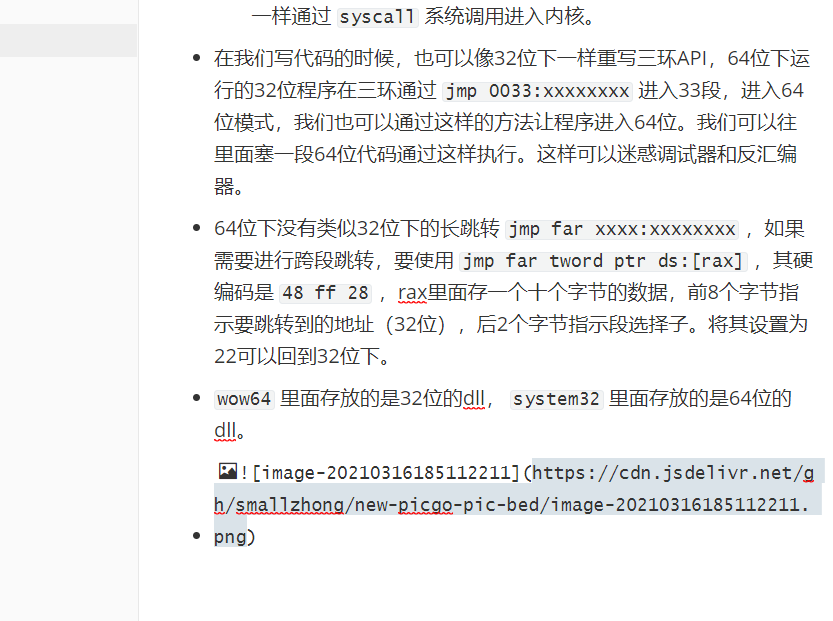 一样通过 syscall 系统调用进入内核。
在我们写代码的时候，也可以像32位下一样重写三环API，64位下运
行的32位程序在三环通过 jmp 0033:xxxxxxxx 进入33段，进入64
位模式，我们也可以通过这样的方法让程序进入64位。我们可以往
里面塞一段64位代码通过这样执行。这样可以迷惑调试器和反汇编
器。
64位下没有类似32位下的长跳转 jmp far xxxx:xxxxxxxx ，如果
需要进行跨段跳转，要使用 jmp far tword ptr ds:[rax] ，其硬
编码是 48 ff 28 ，rax里面存一个十个字节的数据，前8个字节指
示要跳转到的地址（32位），后2个字节指示段选择子。将其设置为
22可以回到32位下。
wow64 里面存放的是32位的dll， system32 里面存放的是64位的
dll。
![image-20210316185112211](https://cdn.jsdelivr.net/g
h/smallzhong/new-picgo-pic-bed/image-20210316185112211.
png)